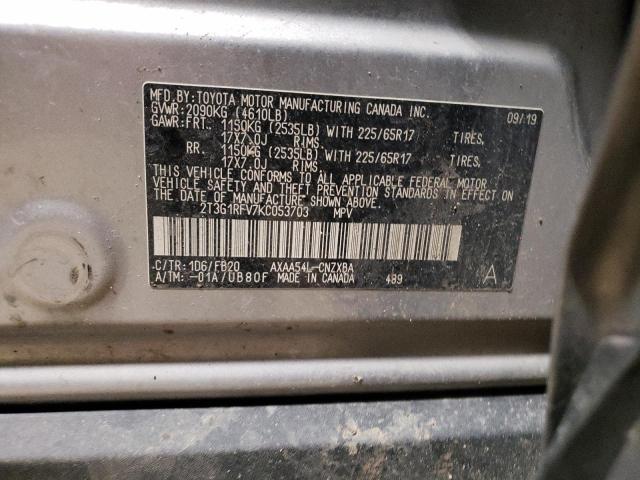 MFD.BY:TOYOTA MOTOR MANUFACTURING CANADA INC.
GVWR:2090KG (4610LB) 09/19
GAWR:FRT. 1150KG (2535LB) WITH 225/65R17 TIRES.
17X7.0J RIMS.
RR. 1150KG (2535LB) WITH 225/65R17 TIRES.
17X7.0J RIMS.
THIS VEHICLE CONFORMS TO ALL APPLICABLE FEDERAL MOTOR
VEHICLE SAFETY AND THEFT PREVENTION STANDARDS IN EFFECT ON
THE DATE OF MANUFACTURE SHOWN ABOVE.
2T3G1RFV7KC053703 MPV
C/TR:1D6/FB20 AXAA54L-CNZXBA 489
A/TM:-01A/UB80F MADE IN CANADA A